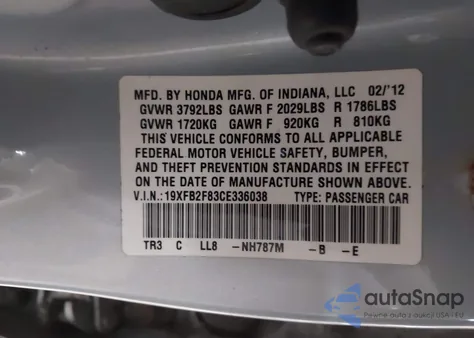 MFD. BY HONDA MFG. OF INDIANA, LLC 02/'12
GVWR 3792LBS GAWR F 2029LBS R 1786LBS
GVWR 1720KG GAWR F 920KG R 810KG
THIS VEHICLE CONFORMS TO ALL APPLICABLE
FEDERAL MOTOR VEHICLE SAFETY, BUMPER,
AND THEFT PREVENTION STANDARDS IN EFFECT
ON THE DATE OF MANUFACTURE SHOWN ABOVE.
V.I.N.: 19XFB2F83CE336038 TYPE: PASSENGER CAR
TR3 C LL8 -NH787M -B -E
autoSnap